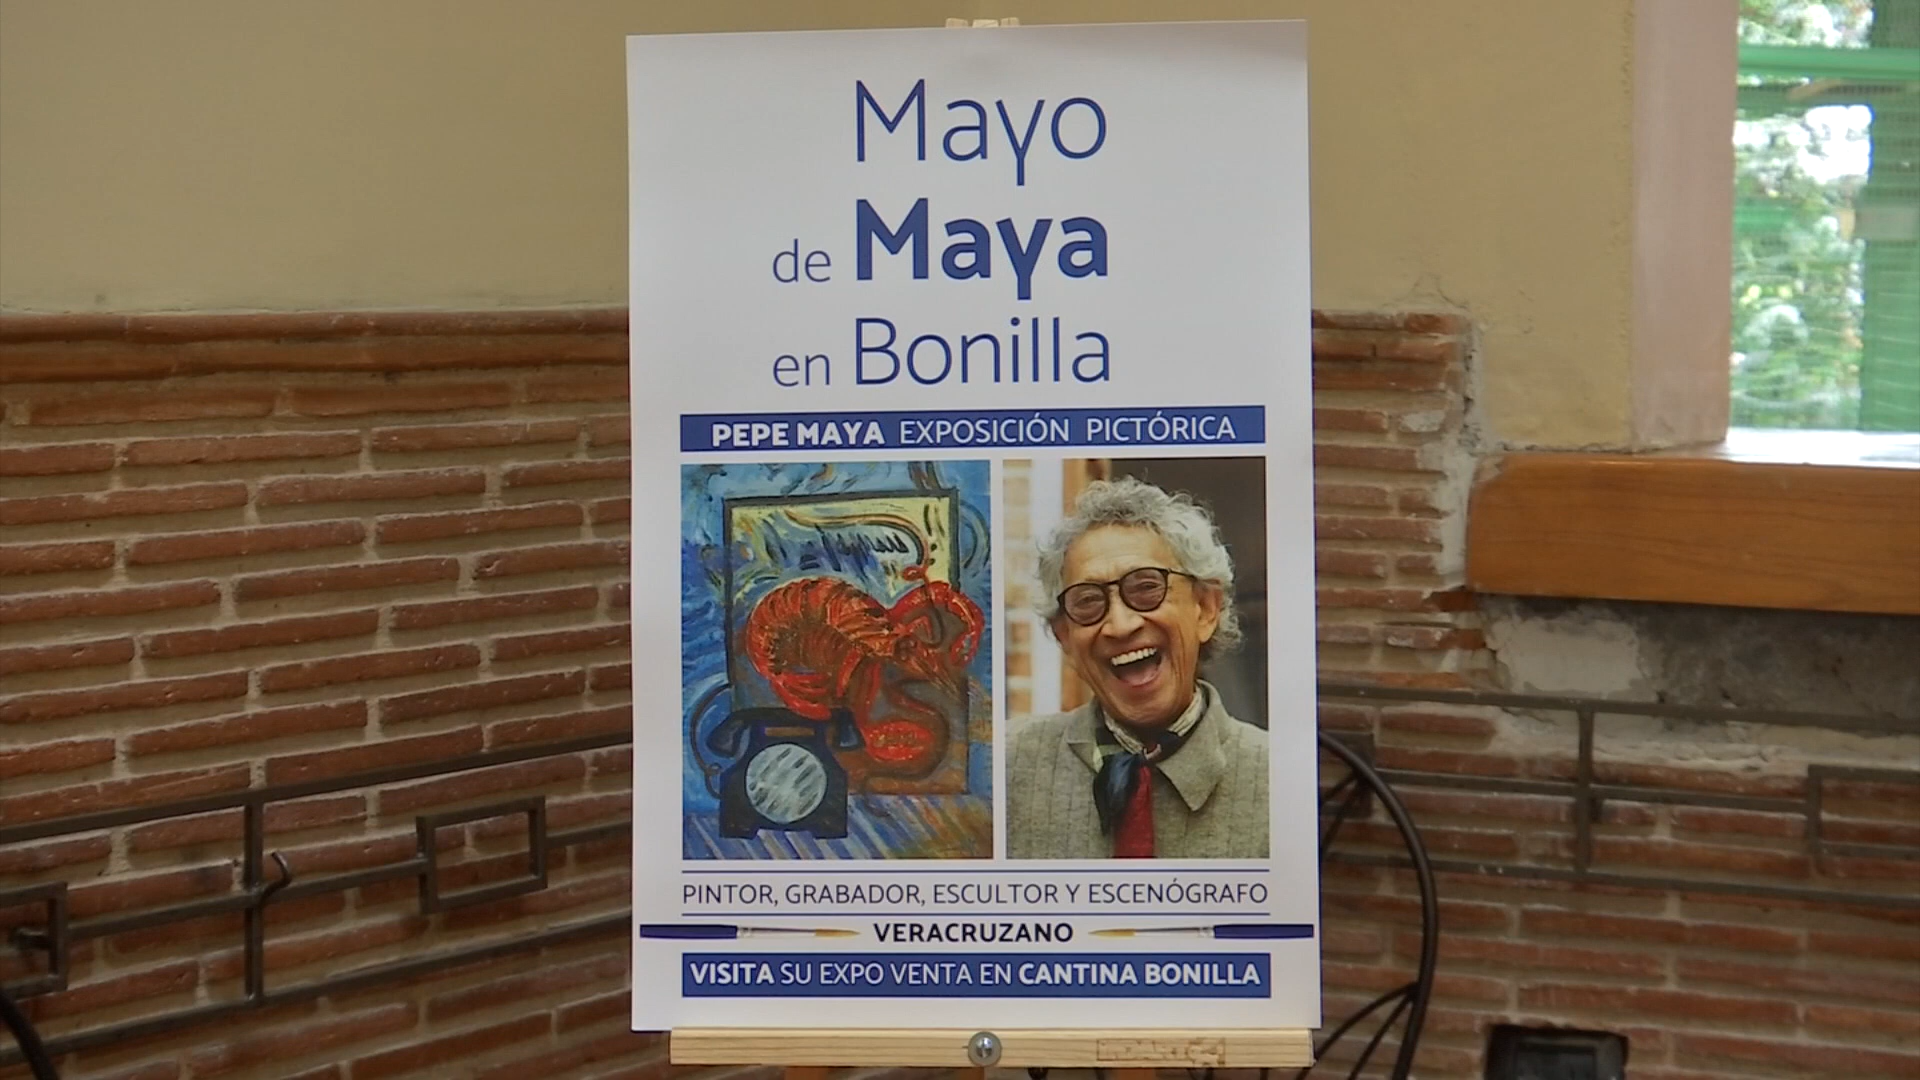 Mayo
de Maya
en Bonilla
PEPE MAYA EXPOSICIÓN PICTÓRICA
PINTOR, GRABADOR, ESCULTOR Y ESCENÓGRAFO
VERACRUZANO
VISITA SU EXPO VENTA EN CANTINA BONILLA